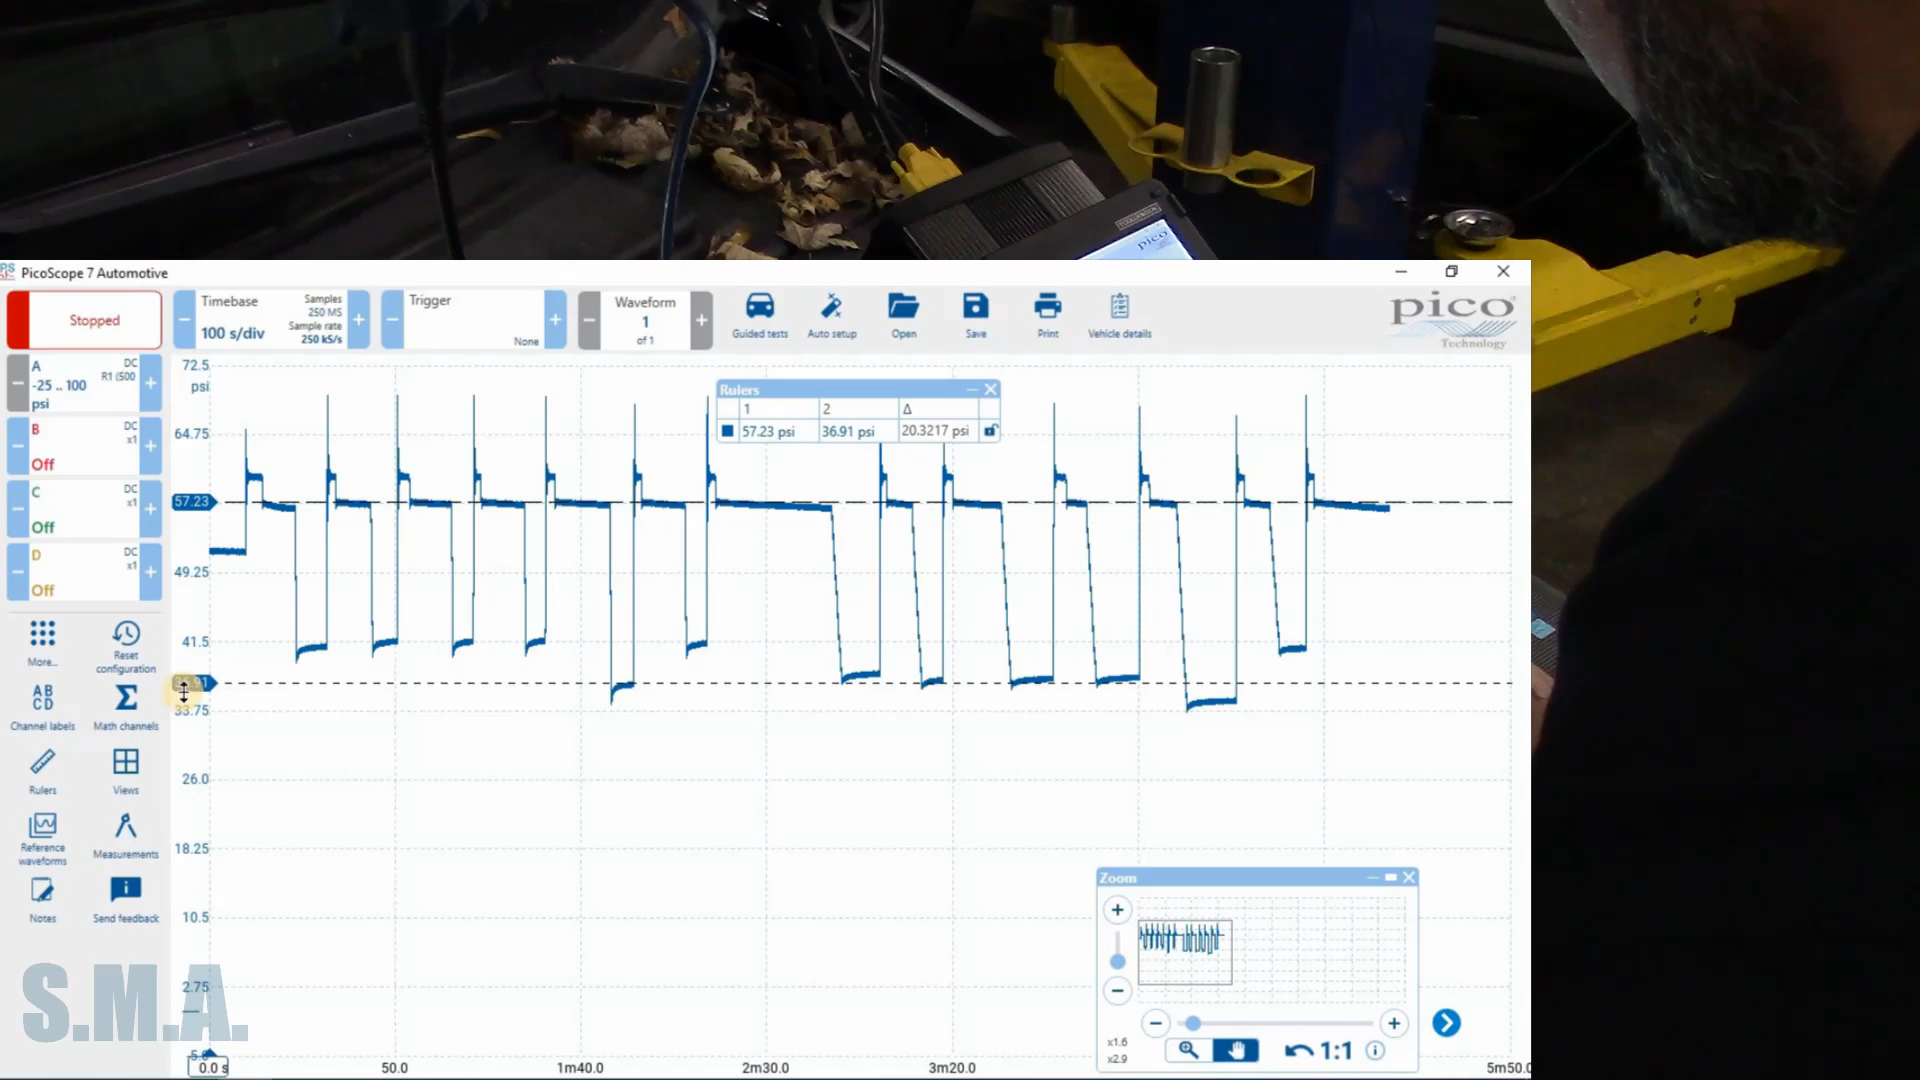 pico
PicoScope 7 Automotive
Stopped
Timebase
100 s/div
Samples
250 MS
Sample rate
250 kS/s
Trigger
None
Waveform
1
of 1
Guided tests
Auto setup
Open
Save
Print
Vehicle details
pico
Technology
A
-25 .. 100
psi
DC
R1 (500
B
Off
DC
x1
C
Off
DC
x1
D
Off
DC
x1
More...
Reset
configuration
ABCD
Channel labels
Σ
Math channels
Rulers
Views
Reference
waveforms
Measurements
Notes
Send feedback
72.5
psi
64.75
57.23
49.25
41.5
33.75
26.0
18.25
10.5
2.75
Rulers
1 2 Δ
57.23 psi 36.91 psi 20.3217 psi
Zoom
x1.6
x2.9
1:1
0.0 s
50.0
1m40.0
2m30.0
3m20.0
5m50.0
S.M.A.